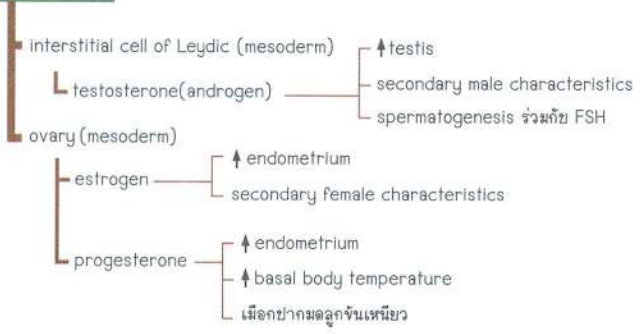 interstitial cell of Leydic (mesoderm)
testosterone(androgen)
↑testis
secondary male characteristics
spermatogenesis ร่วมกับ FSH
ovary (mesoderm)
estrogen
↑ endometrium
secondary female characteristics
progesterone
↑ endometrium
↑ basal body temperature
เมือกปากมดลูกข้นเหนียว